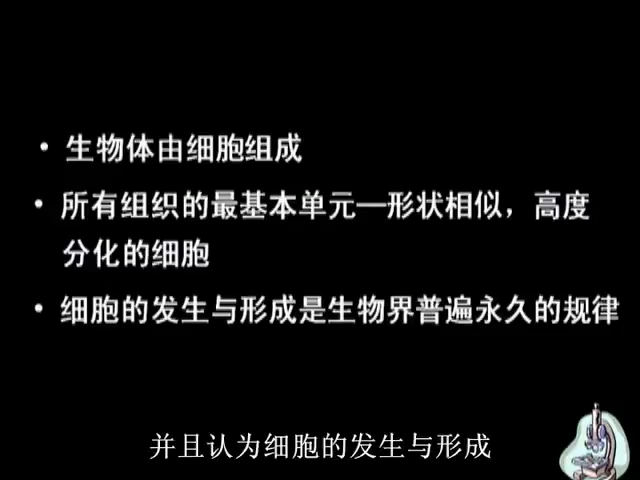 • 生物体由细胞组成
• 所有组织的最基本单元—形状相似，高度
分化的细胞
• 细胞的发生与形成是生物界普遍永久的规律
并且认为细胞的发生与形成